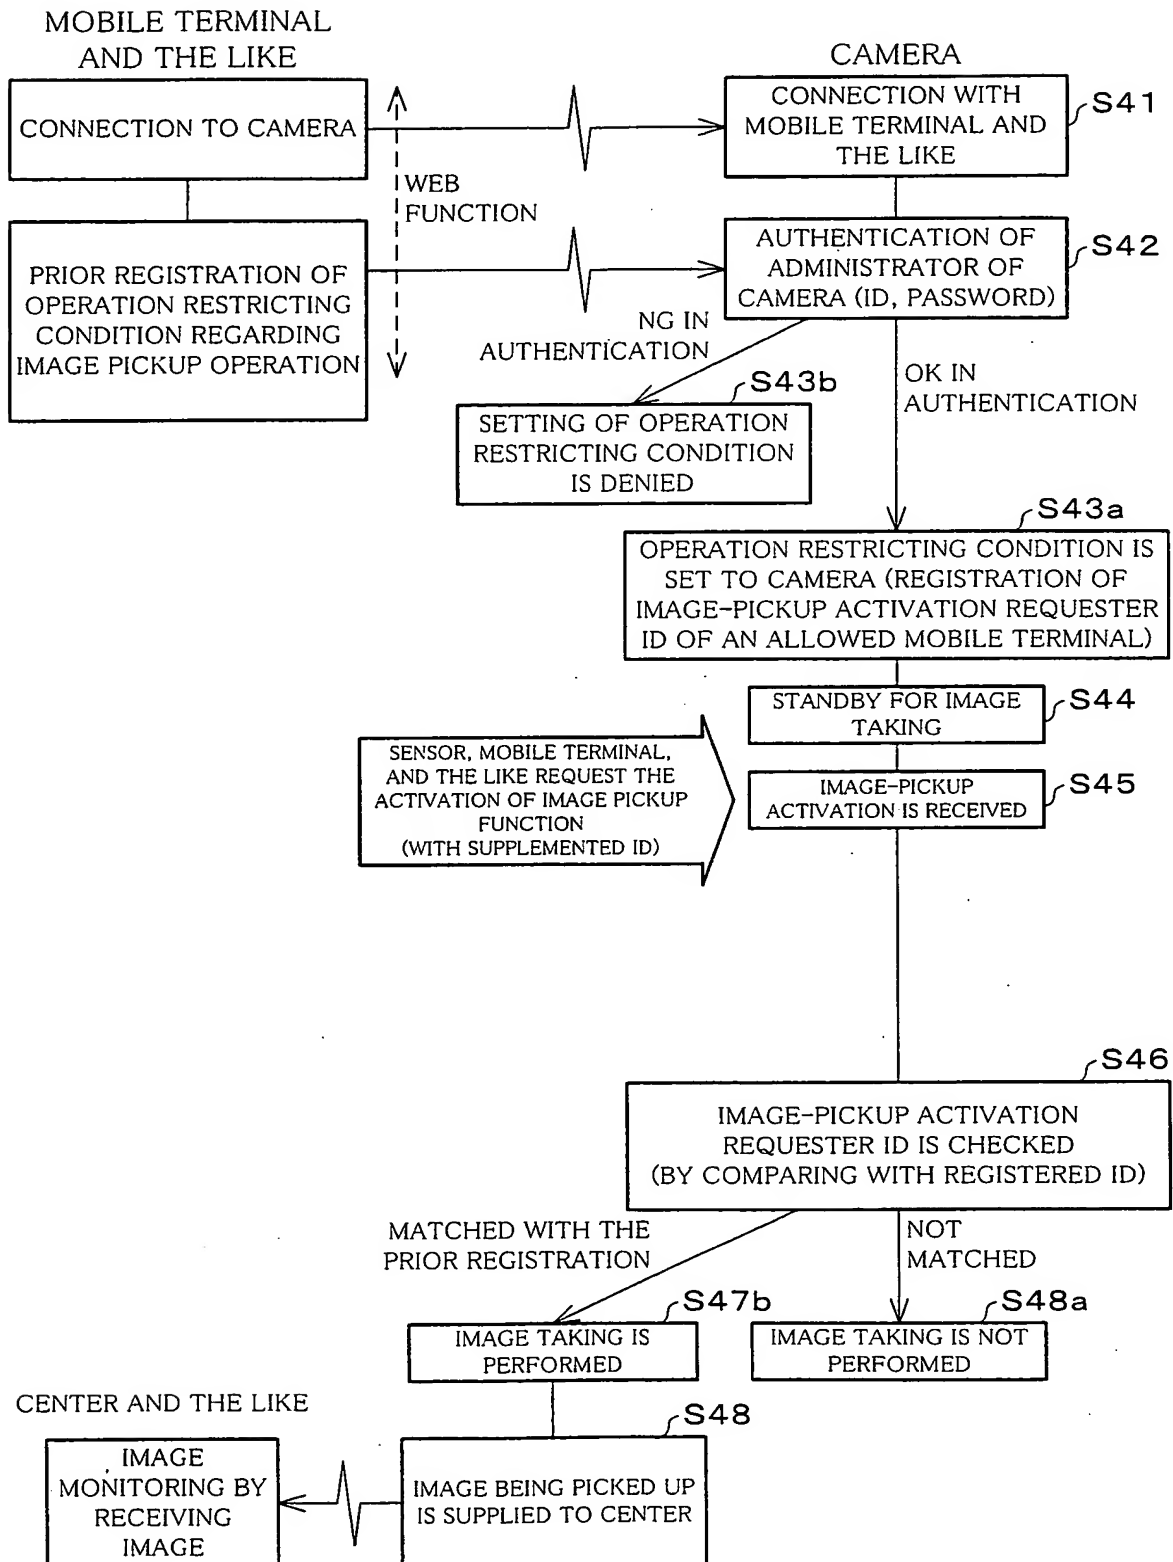 MOBILE TERMINAL
AND THE LIKE
CAMERA
CONNECTION TO CAMERA
CONNECTION WITH
MOBILE TERMINAL AND
THE LIKE
S41
WEB
FUNCTION
PRIOR REGISTRATION OF
OPERATION RESTRICTING
CONDITION REGARDING
IMAGE PICKUP OPERATION
AUTHENTICATION OF
ADMINISTRATOR OF
CAMERA (ID, PASSWORD)
S42
NG IN
AUTHENTICATION
OK IN
AUTHENTICATION
S43b
SETTING OF OPERATION
RESTRICTING CONDITION
IS DENIED
S43a
OPERATION RESTRICTING CONDITION IS
SET TO CAMERA (REGISTRATION OF
IMAGE-PICKUP ACTIVATION REQUESTER
ID OF AN ALLOWED MOBILE TERMINAL)
STANDBY FOR IMAGE
TAKING
S44
SENSOR, MOBILE TERMINAL,
AND THE LIKE REQUEST THE
ACTIVATION OF IMAGE PICKUP
FUNCTION
(WITH SUPPLEMENTED ID)
IMAGE-PICKUP
ACTIVATION IS RECEIVED
S45
S46
IMAGE-PICKUP ACTIVATION
REQUESTER ID IS CHECKED
(BY COMPARING WITH REGISTERED ID)
MATCHED WITH THE
PRIOR REGISTRATION
NOT
MATCHED
S47b
IMAGE TAKING IS
PERFORMED
S48a
IMAGE TAKING IS NOT
PERFORMED
CENTER AND THE LIKE
S48
IMAGE
MONITORING BY
RECEIVING
IMAGE
IMAGE BEING PICKED UP
IS SUPPLIED TO CENTER